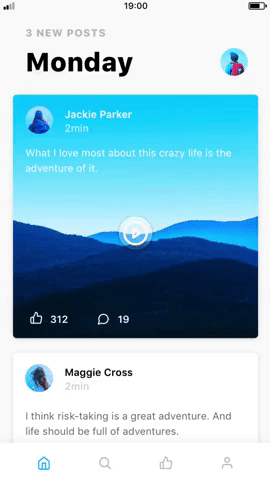 19:00
3 NEW POSTS
Monday
Jackie Parker
2min
What I love most about this crazy life is the
adventure of it.
312
19
Maggie Cross
2min
I think risk-taking is a great adventure. And
life should be full of adventures.